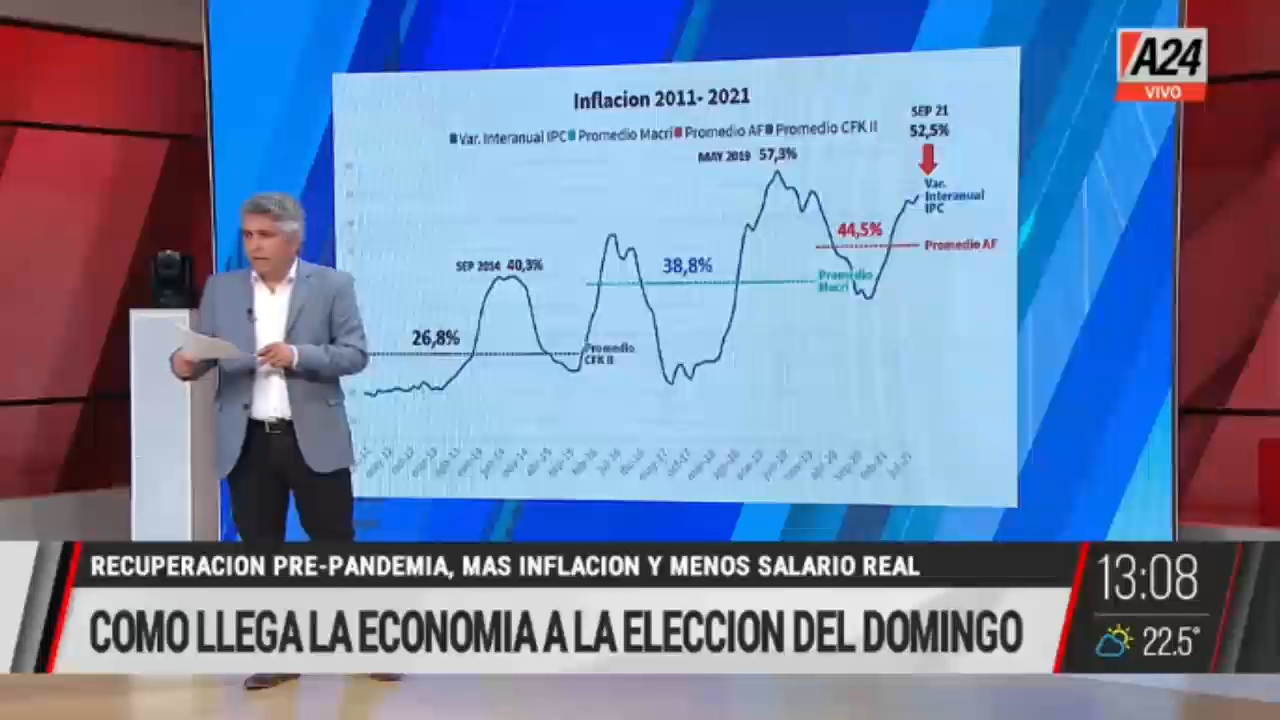 A24
VIVO
Inflacion 2011- 2021
Var. Interanual IPC Promedio Macri Promedio AF Promedio CFK II
SEP 21
52,5%
MAY 2019 57,3%
Var.
Interanual
IPC
44,5%
Promedio AF
SEP 2014 40,3%
38,8%
Promedio
Macri
26,8%
Promedio
CFK II
RECUPERACION PRE-PANDEMIA, MAS INFLACION Y MENOS SALARIO REAL
COMO LLEGA LA ECONOMIA A LA ELECCION DEL DOMINGO
13:08
22.5°